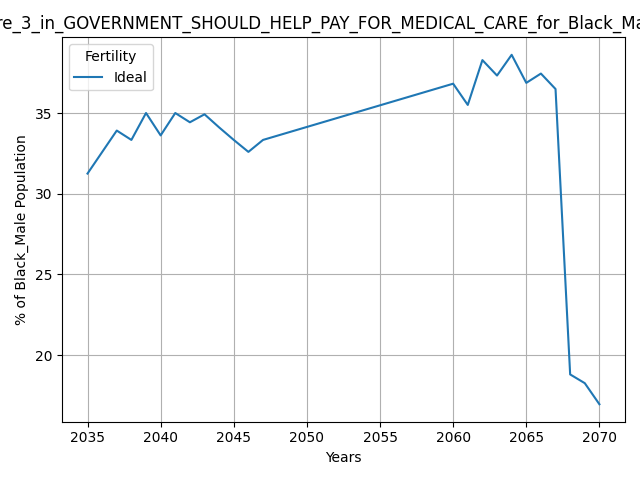 re_3_in_GOVERNMENT_SHOULD_HELP_PAY_FOR_MEDICAL_CARE_for_Black_Ma
Fertility
Ideal
% of Black_Male Population
35
30
25
20
2035 2040 2045 2050 2055 2060 2065 2070
Years